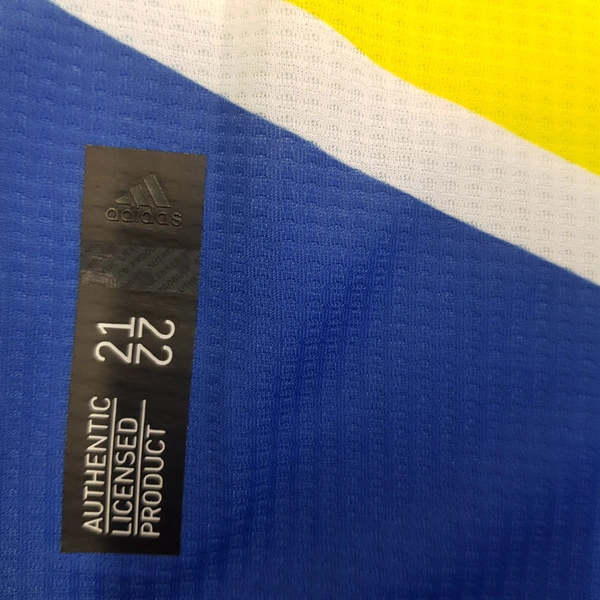 adidas
21
22
AUTHENTIC
LICENSED
PRODUCT